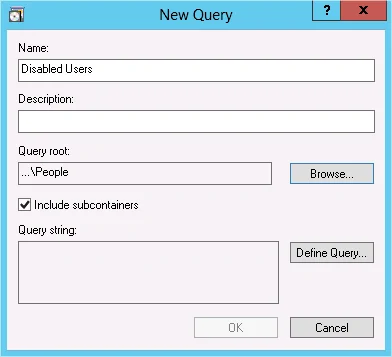 New Query
?
x
Name:
Disabled Users
Description:
Query root:
...\People
Browse...
Include subcontainers
Query string:
Define Query...
OK
Cancel